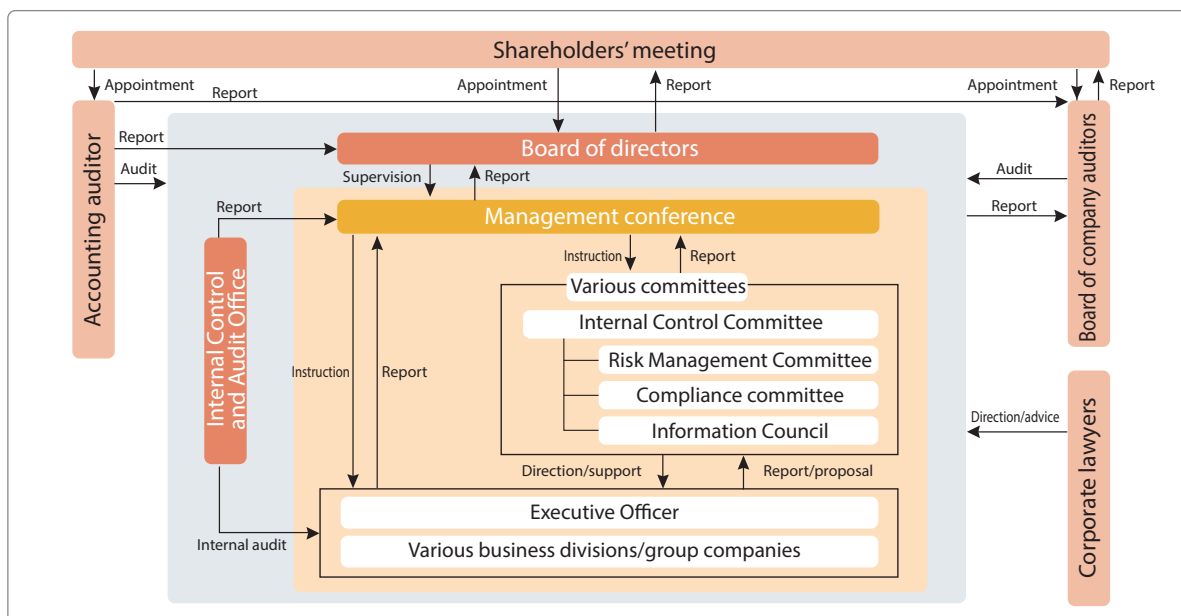 Shareholders' meeting
Appointment
Report
Appointment
Report
Appointment
Report
Accounting auditor
Report
Audit
Board of directors
Supervision
Report
Audit
Report
Board of company auditors
Report
Management conference
Internal Control
and Audit Office
Instruction
Report
Instruction
Report
Various committees
Internal Control Committee
Risk Management Committee
Compliance committee
Information Council
Direction/advice
Corporate lawyers
Direction/support
Report/proposal
Internal audit
Executive Officer
Various business divisions/group companies